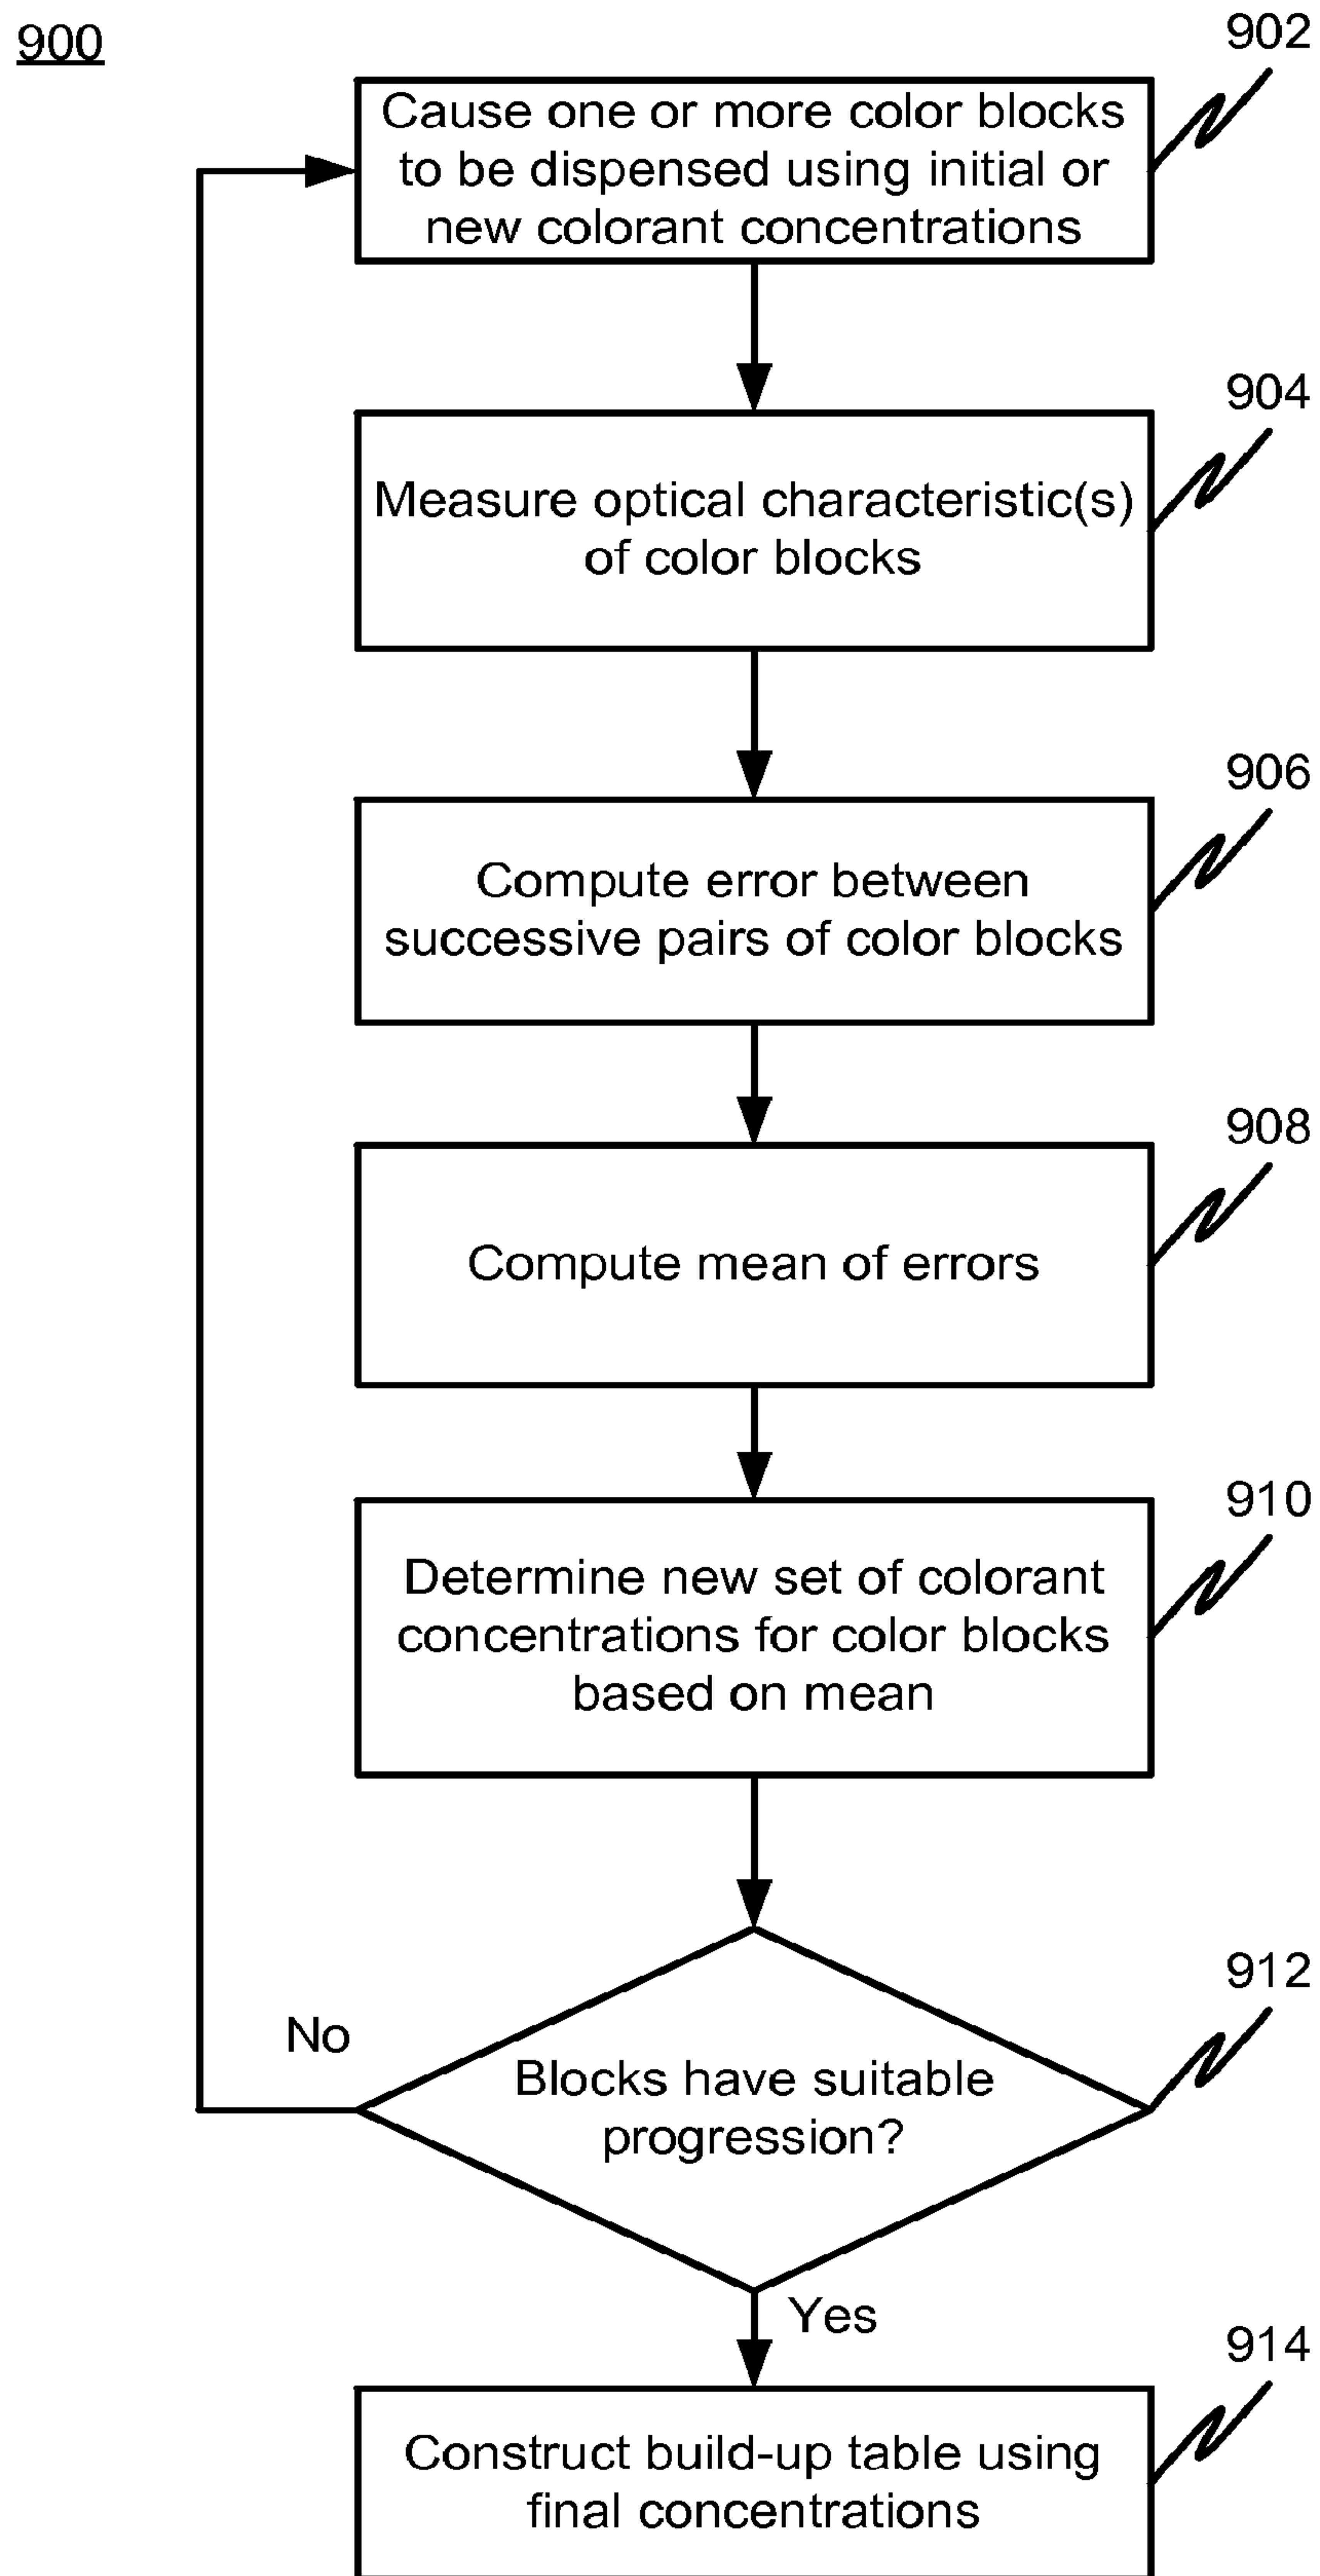 900
902
Cause one or more color blocks
to be dispensed using initial or
new colorant concentrations
904
Measure optical characteristic(s)
of color blocks
906
Compute error between
successive pairs of color blocks
908
Compute mean of errors
910
Determine new set of colorant
concentrations for color blocks
based on mean
912
No
Blocks have suitable
progression?
Yes
914
Construct build-up table using
final concentrations